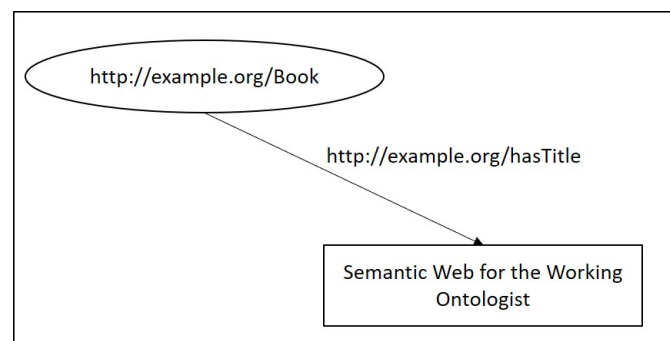 http://example.org/Book
http://example.org/hasTitle
Semantic Web for the Working
Ontologist